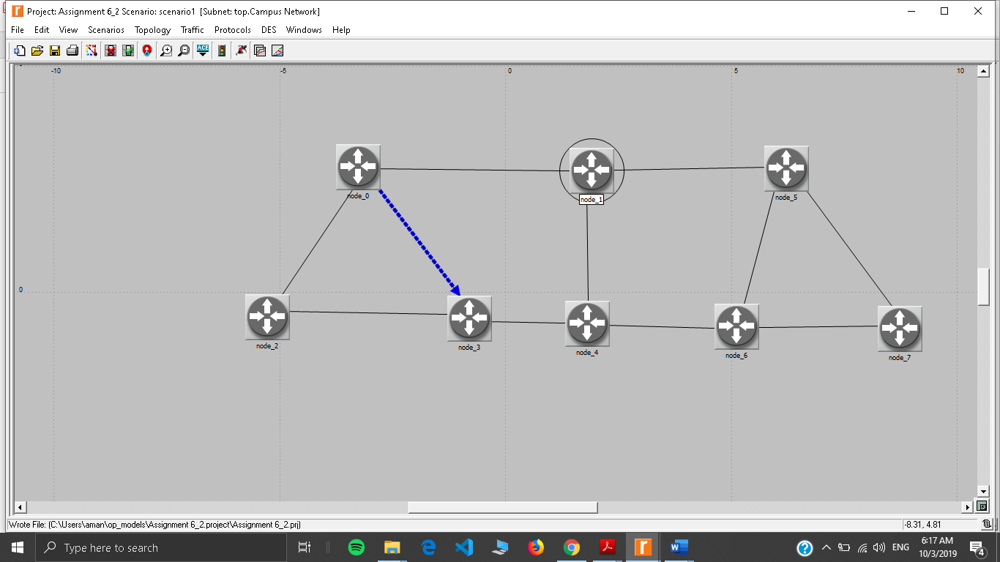 Project: Assignment 6_2 Scenario: scenario1 [Subnet: top.Campus Network]
File Edit View Scenarios Topology Traffic Protocols DES Windows Help
ACE
-10 -5 0 5 10
node_0
node_1
node_5
0
node_2
node_3
node_4
node_6
node_7
Wrote File: (C:\Users\aman\op_models\Assignment 6_2.project\Assignment 6_2.prj)
-8.31, 4.81
Type here to search
ENG
6:17 AM
10/3/2019
4